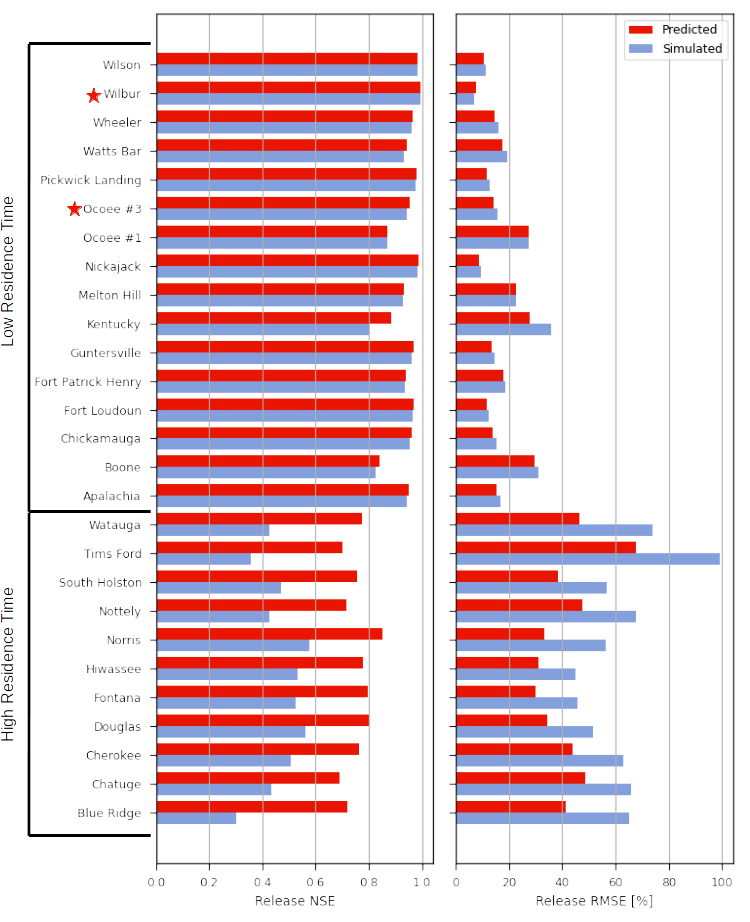 Predicted
Simulated
Low Residence Time
Wilson
Wilbur
Wheeler
Watts Bar
Pickwick Landing
Ocoee #3
Ocoee #1
Nickajack
Melton Hill
Kentucky
Guntersville
Fort Patrick Henry
Fort Loudoun
Chickamauga
Boone
Apalachia
High Residence Time
Watauga
Tims Ford
South Holston
Nottely
Norris
Hiwassee
Fontana
Douglas
Cherokee
Chatuge
Blue Ridge
0.0 0.2 0.4 0.6 0.8 1.0
Release NSE
0 20 40 60 80 100
Release RMSE [%]